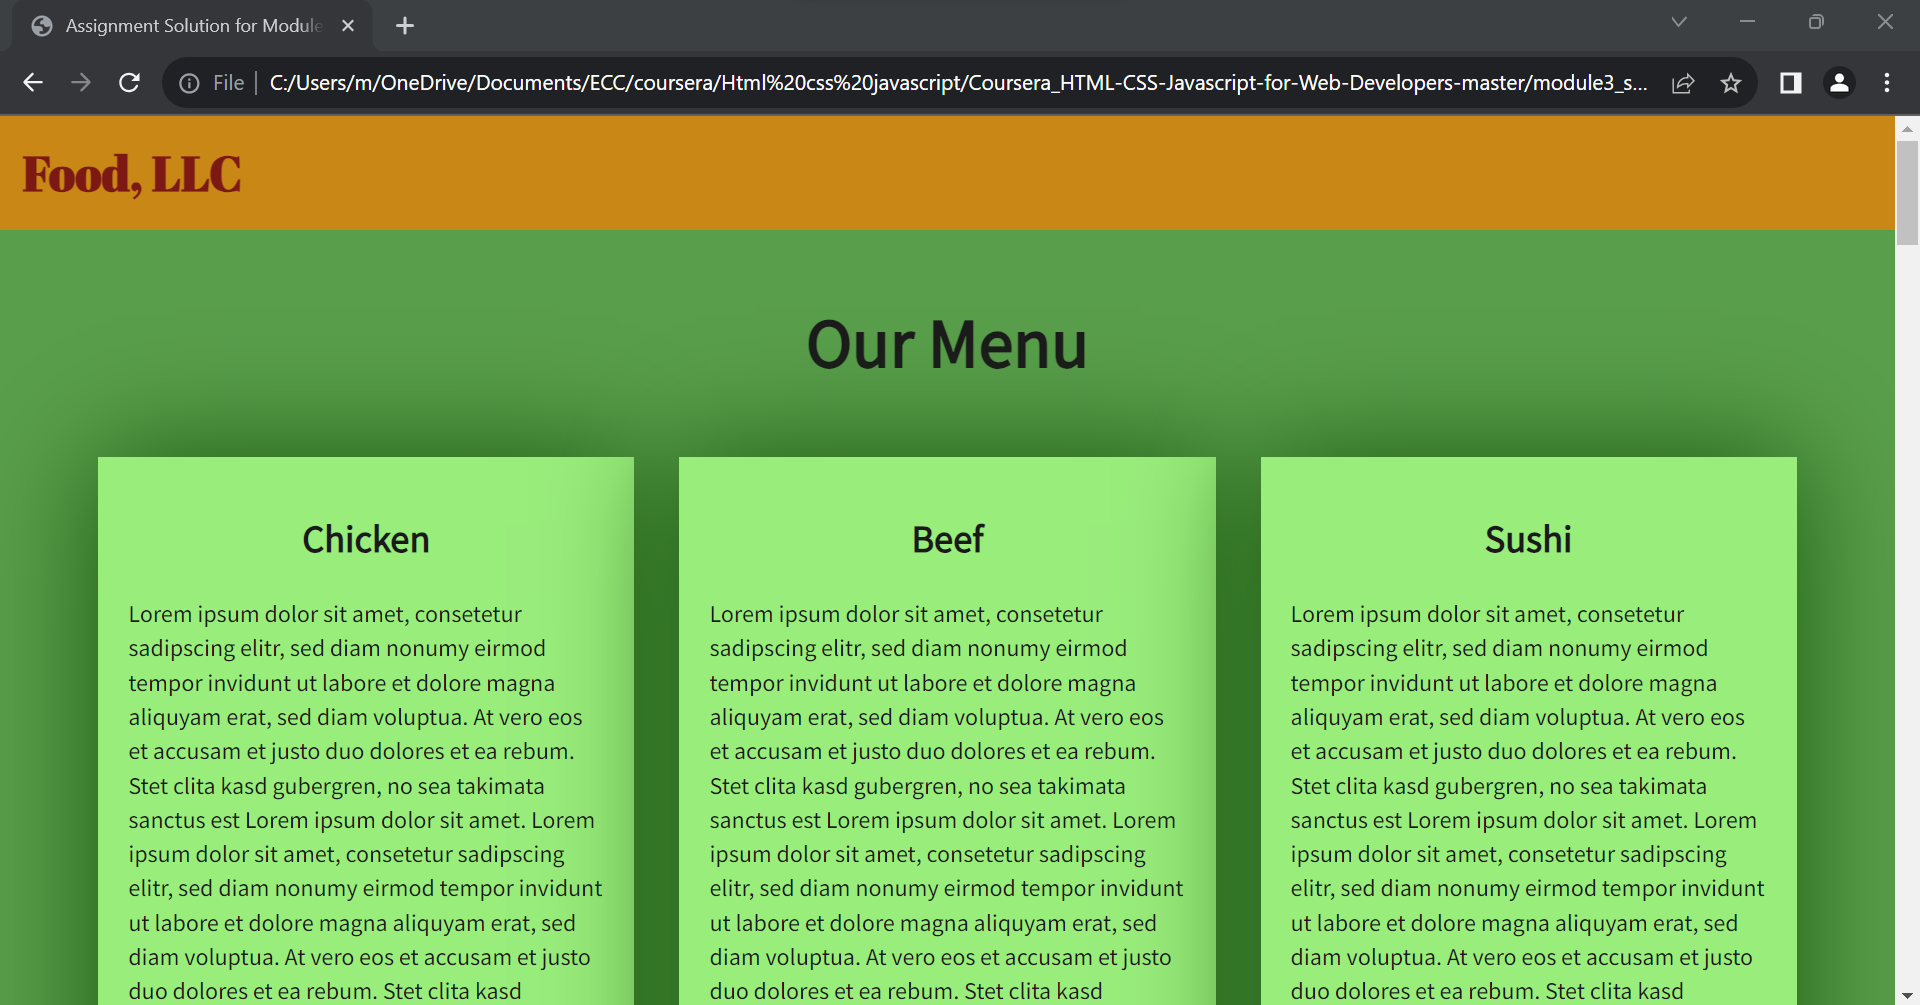 Assignment Solution for Module
File
C:/Users/m/OneDrive/Documents/ECC/coursera/Html%20css%20javascript/Coursera_HTML-CSS-Javascript-for-Web-Developers-master/module3_s...
Food, LLC
Our Menu
Chicken
Lorem ipsum dolor sit amet, consetetur
sadipscing elitr, sed diam nonumy eirmod
tempor invidunt ut labore et dolore magna
aliquyam erat, sed diam voluptua. At vero eos
et accusam et justo duo dolores et ea rebum.
Stet clita kasd gubergren, no sea takimata
sanctus est Lorem ipsum dolor sit amet. Lorem
ipsum dolor sit amet, consetetur sadipscing
elitr, sed diam nonumy eirmod tempor invidunt
ut labore et dolore magna aliquyam erat, sed
diam voluptua. At vero eos et accusam et justo
duo dolores et ea rebum. Stet clita kasd
Beef
Lorem ipsum dolor sit amet, consetetur
sadipscing elitr, sed diam nonumy eirmod
tempor invidunt ut labore et dolore magna
aliquyam erat, sed diam voluptua. At vero eos
et accusam et justo duo dolores et ea rebum.
Stet clita kasd gubergren, no sea takimata
sanctus est Lorem ipsum dolor sit amet. Lorem
ipsum dolor sit amet, consetetur sadipscing
elitr, sed diam nonumy eirmod tempor invidunt
ut labore et dolore magna aliquyam erat, sed
diam voluptua. At vero eos et accusam et justo
duo dolores et ea rebum. Stet clita kasd
Sushi
Lorem ipsum dolor sit amet, consetetur
sadipscing elitr, sed diam nonumy eirmod
tempor invidunt ut labore et dolore magna
aliquyam erat, sed diam voluptua. At vero eos
et accusam et justo duo dolores et ea rebum.
Stet clita kasd gubergren, no sea takimata
sanctus est Lorem ipsum dolor sit amet. Lorem
ipsum dolor sit amet, consetetur sadipscing
elitr, sed diam nonumy eirmod tempor invidunt
ut labore et dolore magna aliquyam erat, sed
diam voluptua. At vero eos et accusam et justo
duo dolores et ea rebum. Stet clita kasd